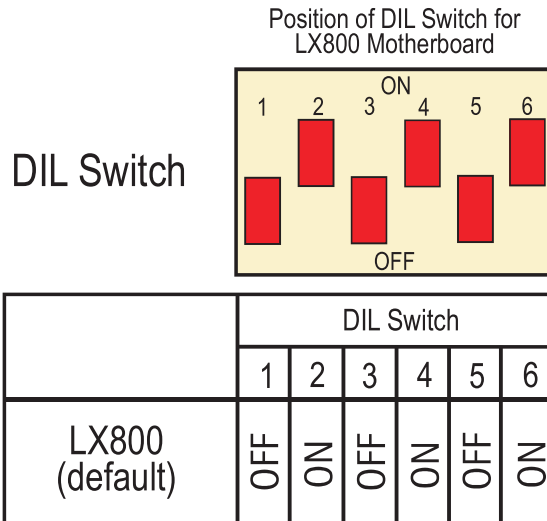 Position of DIL Switch for
LX800 Motherboard
ON
1 2 3 4 5 6
DIL Switch
OFF
DIL Switch
1 2 3 4 5 6
LX800
(default)
OFF ON OFF ON OFF ON